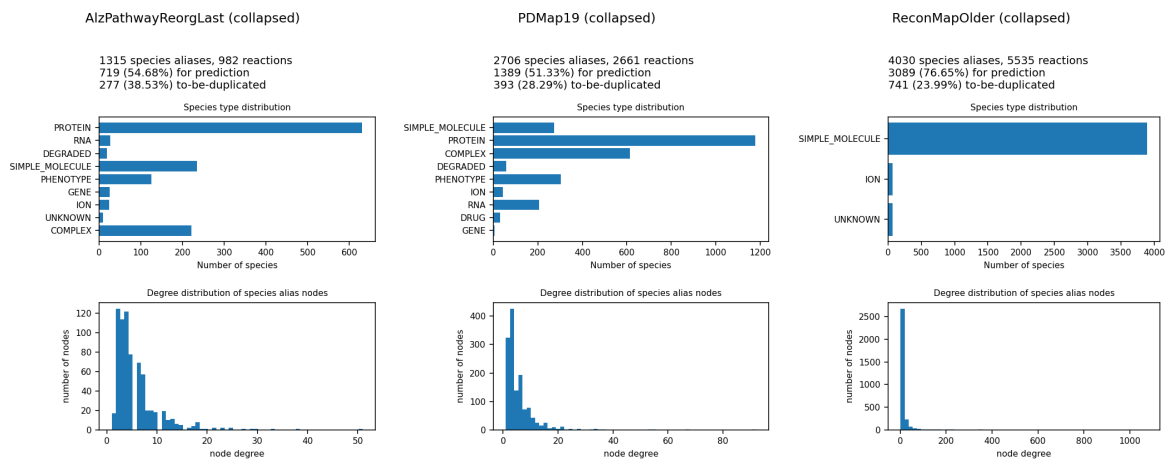 AlzPathwayReorgLast (collapsed)
1315 species aliases, 982 reactions
719 (54.68%) for prediction
277 (38.53%) to-be-duplicated
Species type distribution
PROTEIN
RNA
DEGRADED
SIMPLE_MOLECULE
PHENOTYPE
GENE
ION
UNKNOWN
COMPLEX
0 100 200 300 400 500 600
Number of species
Degree distribution of species alias nodes
number of nodes
120
100
80
60
40
20
0
0 10 20 30 40 50
node degree
PDMap19 (collapsed)
2706 species aliases, 2661 reactions
1389 (51.33%) for prediction
393 (28.29%) to-be-duplicated
Species type distribution
SIMPLE_MOLECULE
PROTEIN
COMPLEX
DEGRADED
PHENOTYPE
ION
RNA
DRUG
GENE
0 200 400 600 800 1000 1200
Number of species
Degree distribution of species alias nodes
number of nodes
400
300
200
100
0
0 20 40 60 80
node degree
ReconMapOlder (collapsed)
4030 species aliases, 5535 reactions
3089 (76.65%) for prediction
741 (23.99%) to-be-duplicated
Species type distribution
SIMPLE_MOLECULE
ION
UNKNOWN
0 500 1000 1500 2000 2500 3000 3500 4000
Number of species
Degree distribution of species alias nodes
number of nodes
2500
2000
1500
1000
500
0
0 200 400 600 800 1000
node degree